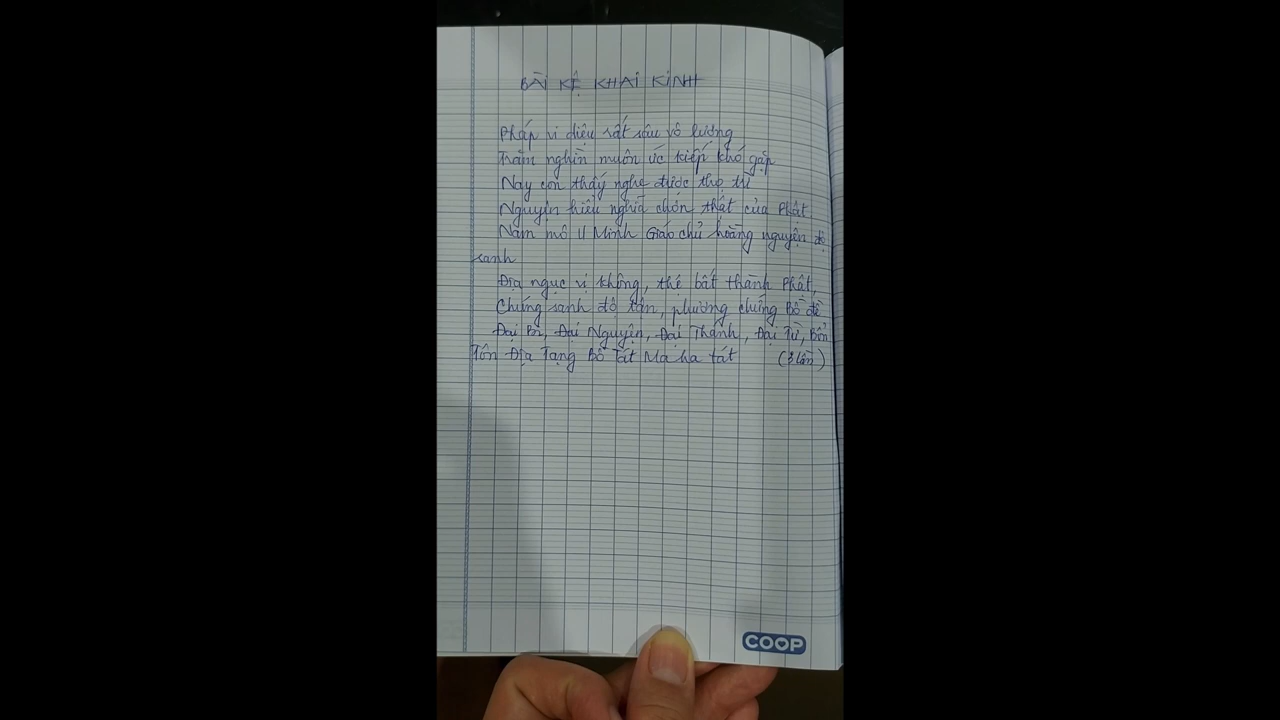 BÀI KỆ KHAI KINH
Pháp vi diệu rất sâu vô lường
Trăm nghìn muôn ức kiếp khó gặp
Nay con thấy nghe được thọ trì
Nguyện hiểu nghĩa chơn thật của Phật
Nam mô U Minh Giáo chủ hoằng nguyện độ
sanh
Địa ngục vị không, thệ bất thành Phật,
Chúng sanh độ tận, phương chứng Bồ đề
Đại Bi, Đại Nguyện, Đại Thánh, Đại Từ, Bổn
Tôn Địa Tạng Bồ Tát Ma ha tát (3 lần)
COOP